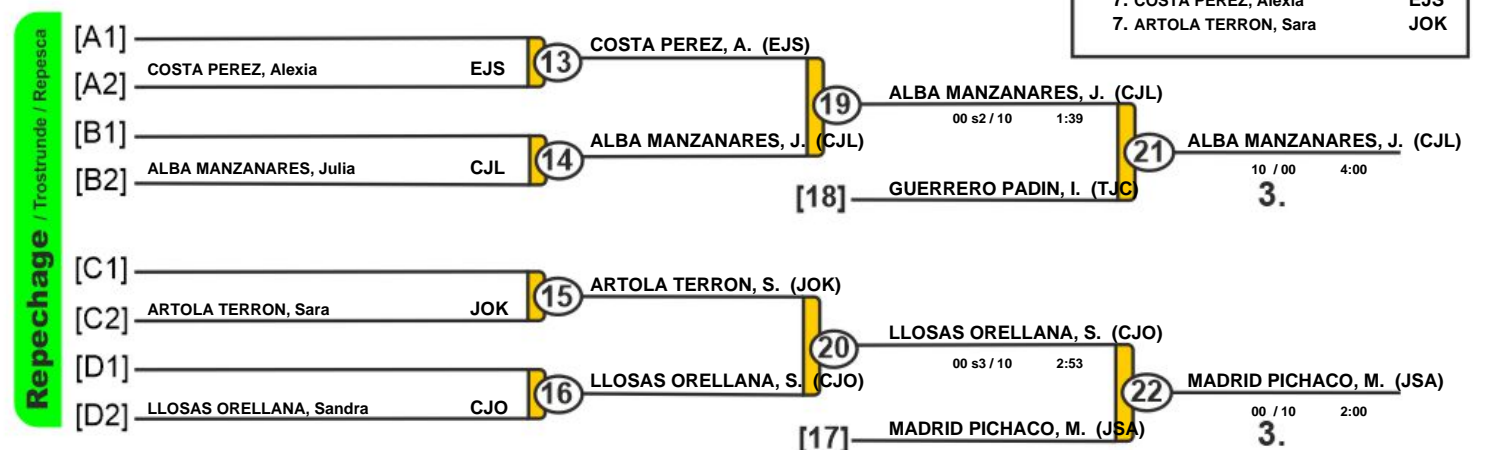 7. COSTA PEREZ, Alexia EJS
7. ARTOLA TERRON, Sara JOK
Repechage / Trostrunde / Repesca
[A1]
COSTA PEREZ, A. (EJS)
COSTA PEREZ, Alexia EJS 13
[A2]
ALBA MANZANARES, J. (CJL)
19
00 s2 / 10 1:39
[B1]
ALBA MANZANARES, J. (CJL)
ALBA MANZANARES, J. (CJL)
21
ALBA MANZANARES, Julia CJL 14
10 / 00 4:00
[B2]
[18] GUERRERO PADIN, I. (TJC)
3.
[C1]
ARTOLA TERRON, S. (JOK)
ARTOLA TERRON, Sara JOK 15
[C2]
LLOSAS ORELLANA, S. (CJO)
20
00 s3 / 10 2:53
[D1]
LLOSAS ORELLANA, S. (CJO)
MADRID PICHACO, M. (JSA)
22
LLOSAS ORELLANA, Sandra CJO 16
00 / 10 2:00
[D2]
[17] MADRID PICHACO, M. (JSA)
3.